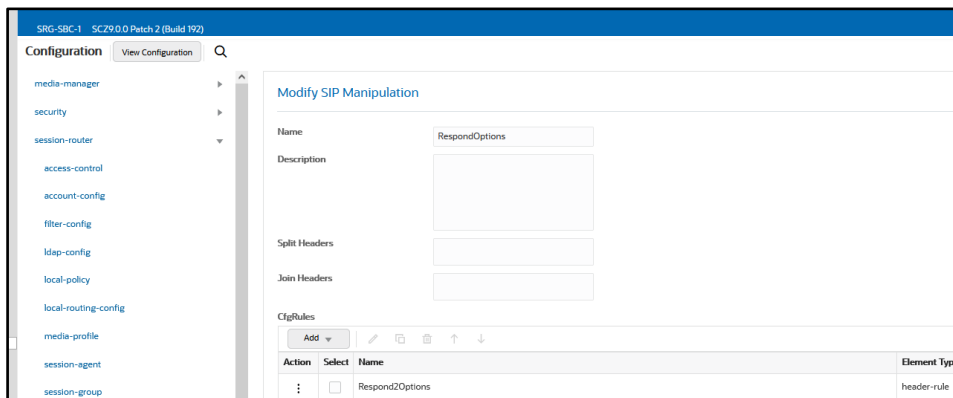 SRG-SBC-1 SCZ9.0.0 Patch 2 (Build 192)
Configuration View Configuration
media-manager
security
session-router
access-control
account-config
filter-config
ldap-config
local-policy
local-routing-config
media-profile
session-agent
session-group
Modify SIP Manipulation
Name RespondOptions
Description
Split Headers
Join Headers
CfgRules
Add
Action Select Name Element Typ
Respond2Options header-rule